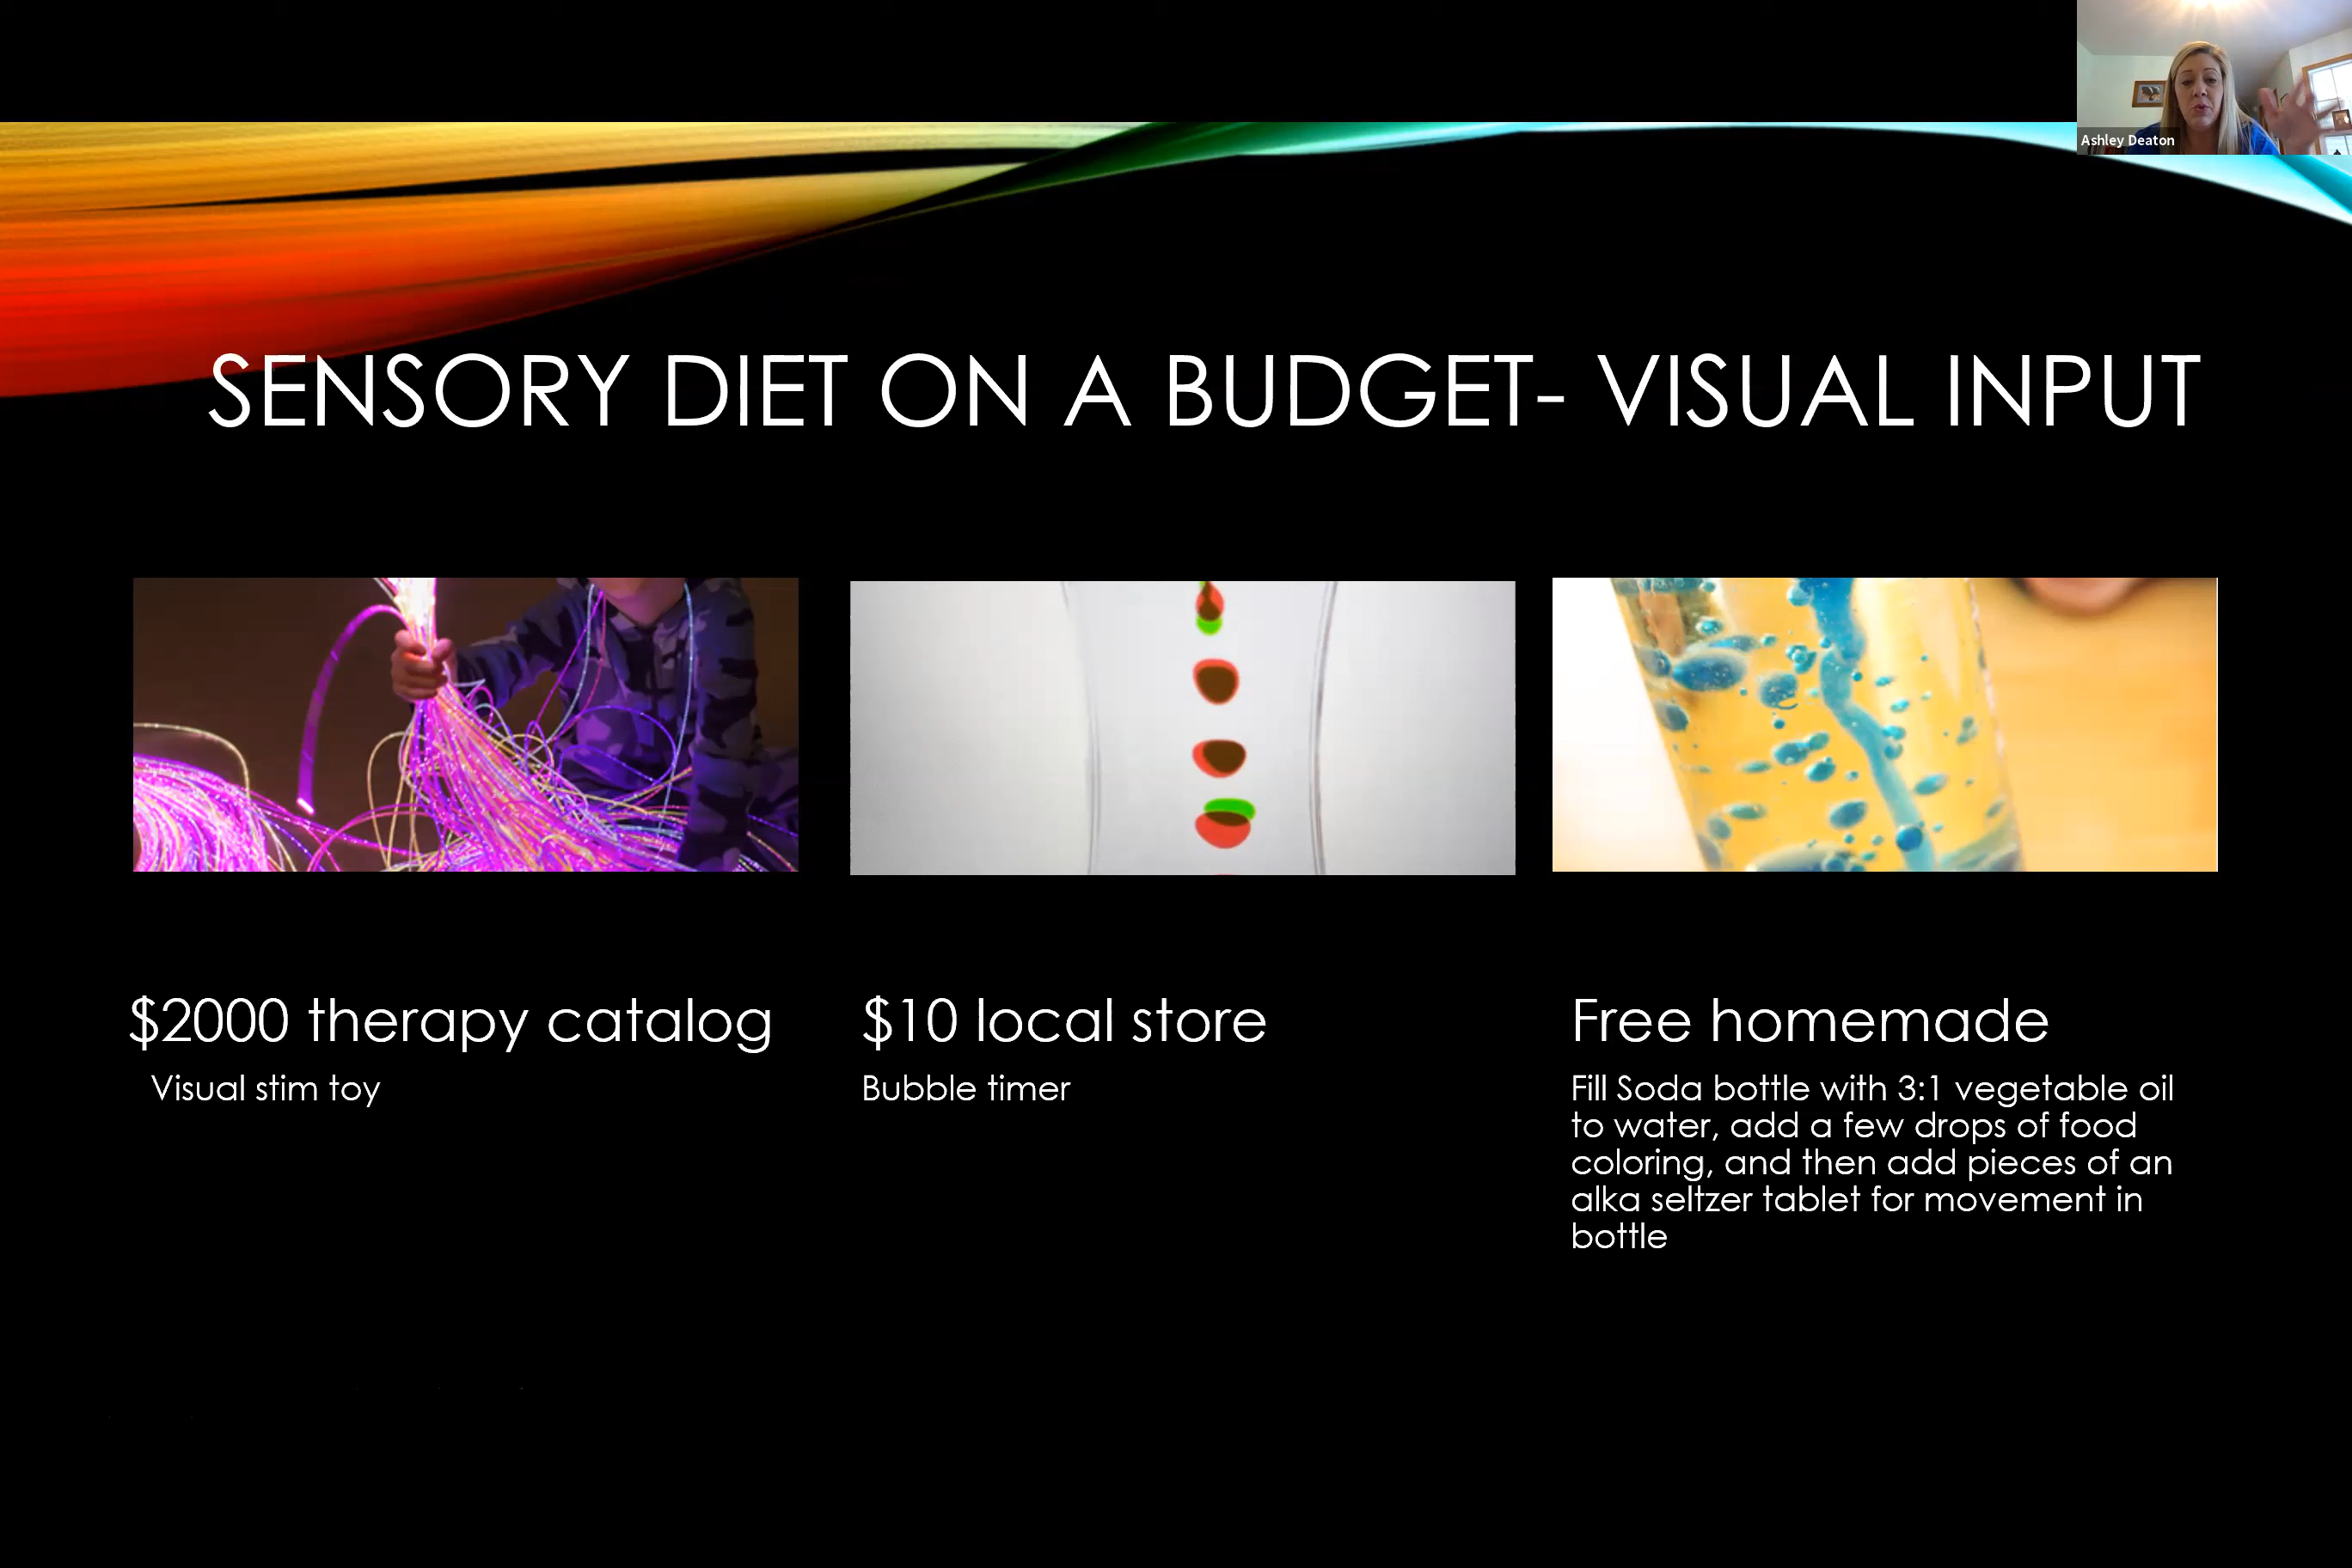 Ashley Deaton
SENSORY DIET ON A BUDGET- VISUAL INPUT
$2000 therapy catalog
Visual stim toy
$10 local store
Bubble timer
Free homemade
Fill Soda bottle with 3:1 vegetable oil
to water, add a few drops of food
coloring, and then add pieces of an
alka seltzer tablet for movement in
bottle